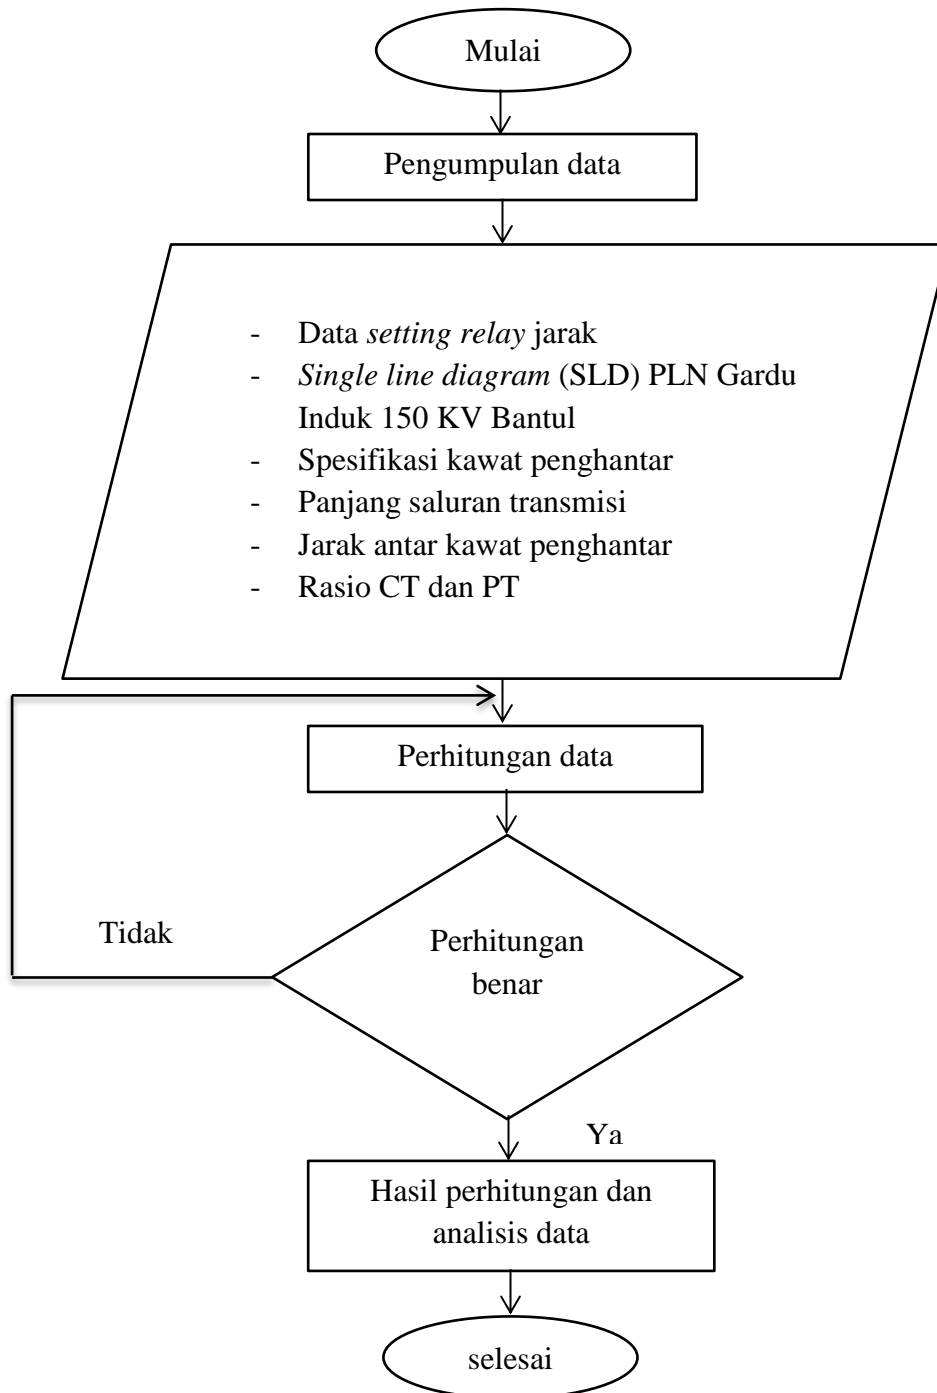 Mulai
Pengumpulan data
- Data setting relay jarak
- Single line diagram (SLD) PLN Gardu
Induk 150 KV Bantul
- Spesifikasi kawat penghantar
- Panjang saluran transmisi
- Jarak antar kawat penghantar
- Rasio CT dan PT
Perhitungan data
Tidak
Perhitungan
benar
Ya
Hasil perhitungan dan
analisis data
selesai